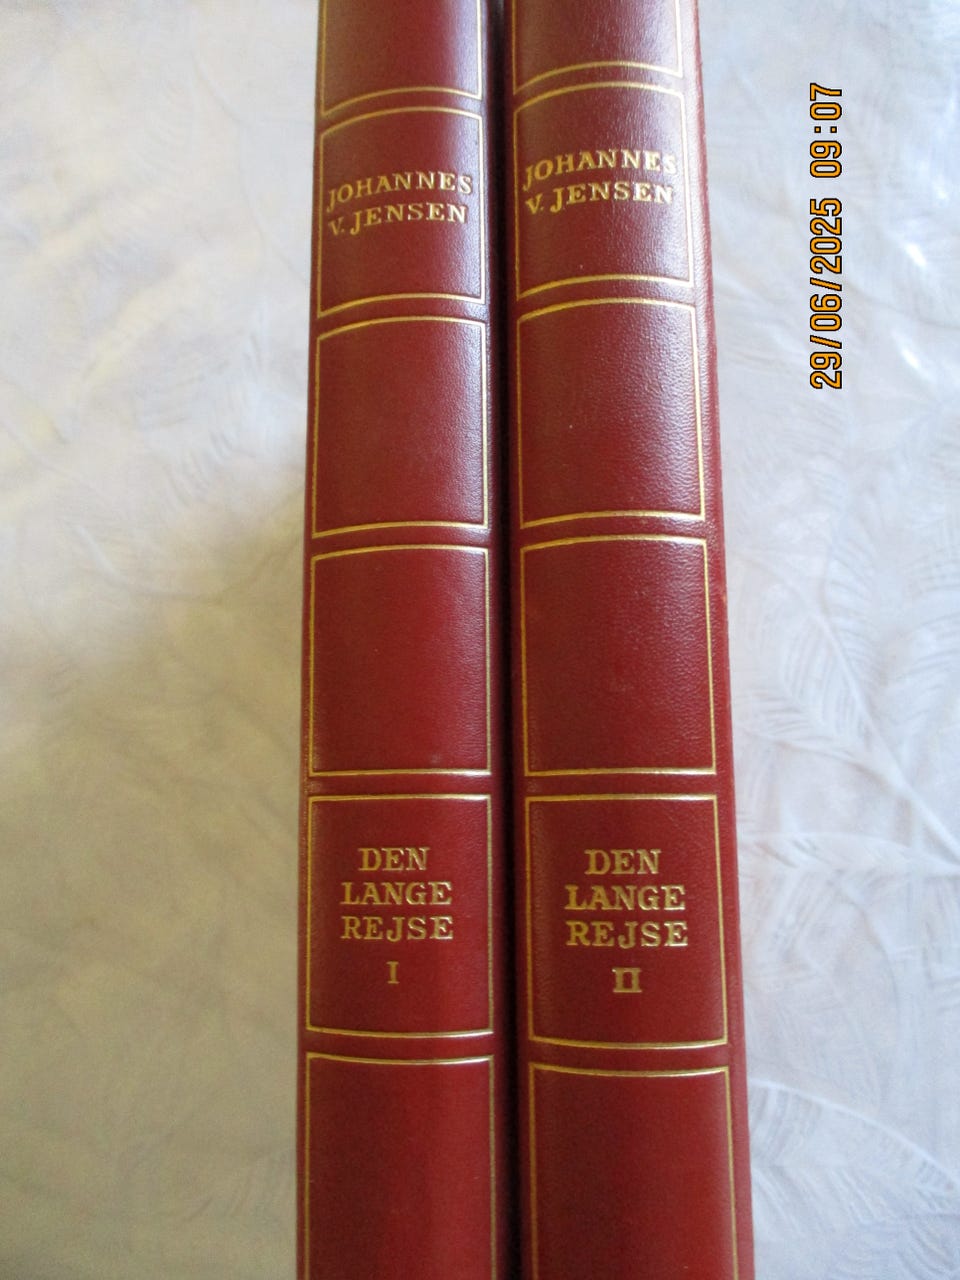 JOHANNES
V. JENSEN
DEN
LANGE
REJSE
I
JOHANNES
V. JENSEN
DEN
LANGE
REJSE
II
29/06/2025 09:07